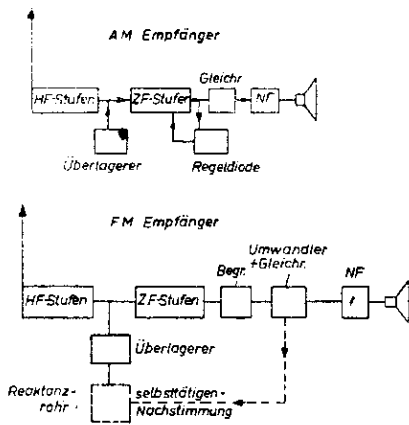 AM Empfänger
Gleichr.
HF-Stufen
ZF-Stufen
NF
Überlagerer
Regeldiode
FM Empfänger
Umwandler
+Gleichr.
Begr.
NF
HF-Stufen
ZF-Stufen
Überlagerer
Reaktanz-
rohr
selbsttätigen-
Nachstimmung